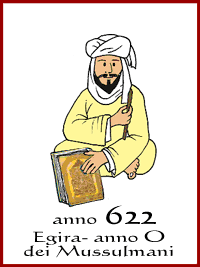 anno 622
Egira- anno O
dei Mussulmani